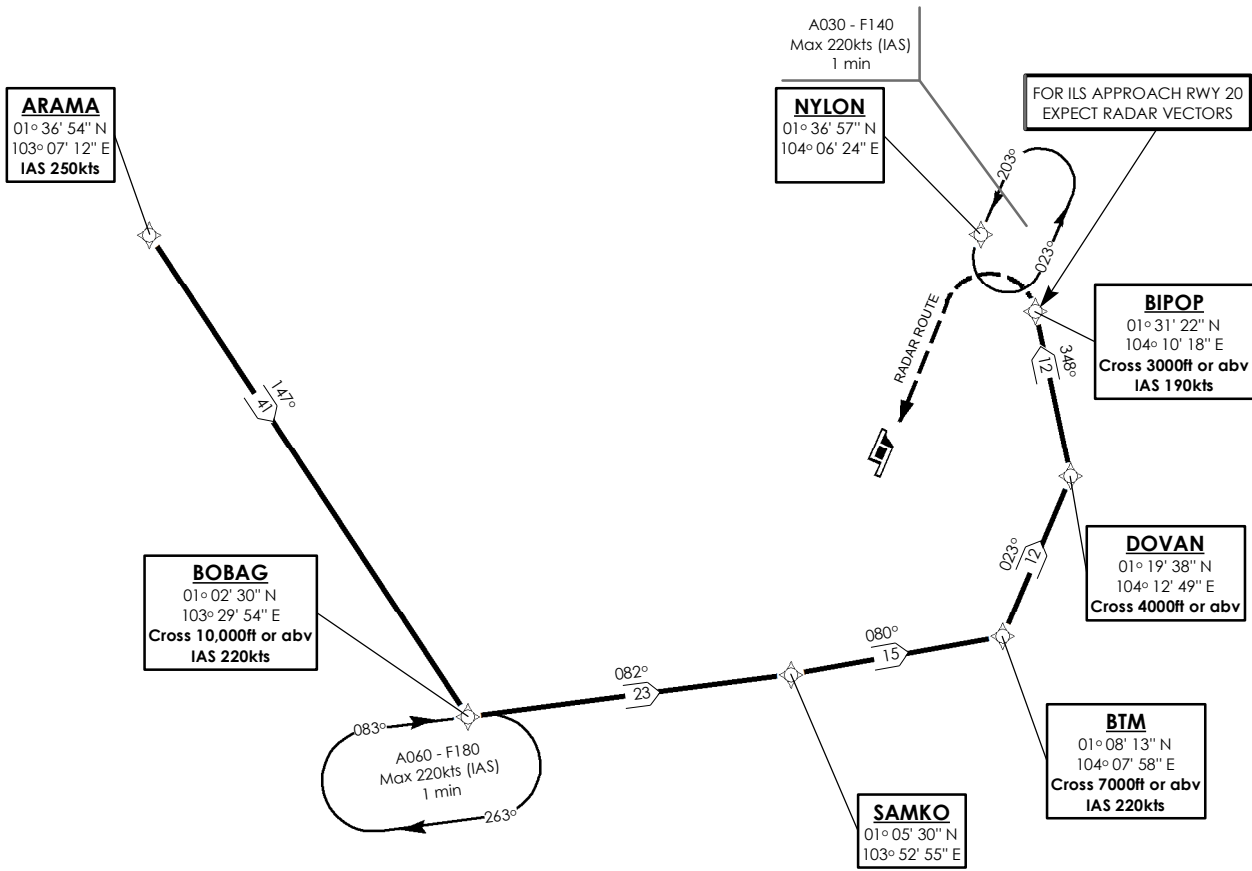 A030 - F140
Max 220kts (IAS)
1 min
ARAMA
01° 36' 54" N
103° 07' 12" E
IAS 250kts
NYLON
01° 36' 57" N
104° 06' 24" E
FOR ILS APPROACH RWY 20
EXPECT RADAR VECTORS
203°
023°
RADAR ROUTE
BIPOP
01° 31' 22" N
104° 10' 18" E
Cross 3000ft or abv
IAS 190kts
348°
12
147°
41
DOVAN
01° 19' 38" N
104° 12' 49" E
Cross 4000ft or abv
023°
12
BOBAG
01° 02' 30" N
103° 29' 54" E
Cross 10,000ft or abv
IAS 220kts
080°
15
082°
23
083°
A060 - F180
Max 220kts (IAS)
1 min
263°
BTM
01° 08' 13" N
104° 07' 58" E
Cross 7000ft or abv
IAS 220kts
SAMKO
01° 05' 30" N
103° 52' 55" E